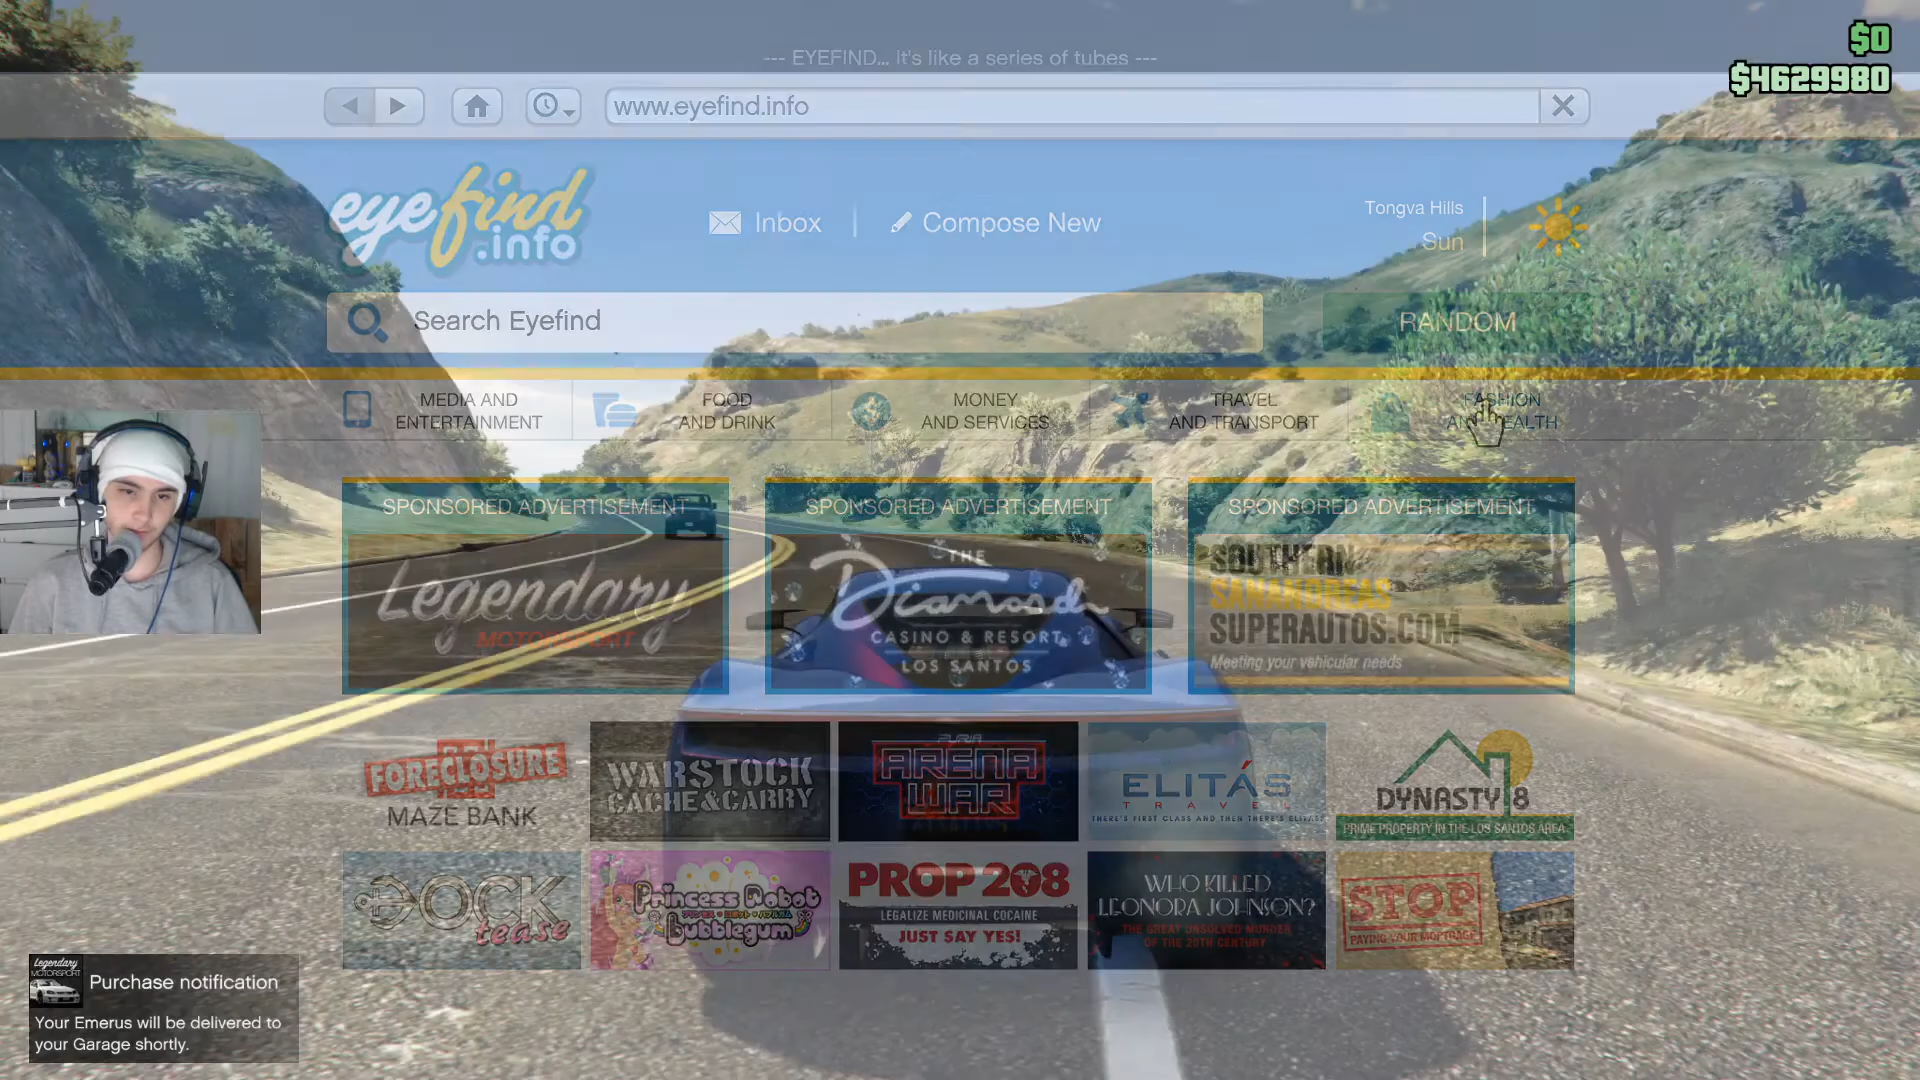 --- EYEFIND... It's like a series of tubes ---
$0
$4629980
www.eyefind.info
eyefind
.info
Inbox
Compose New
Tongva Hills
Sun
Search Eyefind
RANDOM
MEDIA AND
ENTERTAINMENT
FOOD
AND DRINK
MONEY
AND SERVICES
TRAVEL
AND TRANSPORT
FASHION
AND HEALTH
SPONSORED ADVERTISEMENT
SPONSORED ADVERTISEMENT
SPONSORED ADVERTISEMENT
Legendary
MOTORSPORT
THE
Diamond
CASINO & RESORT
LOS SANTOS
SOUTHERN
SANANDREAS
SUPERAUTOS.COM
Meeting your vehicular needs
FORECLOSURE
MAZE BANK
WARSTOCK
CACHE&CARRY
ARENA
WAR
ELITÁS
TRAVEL
THERE'S FIRST CLASS AND THEN THERE'S ELITÁS
DYNASTY 8
PRIME PROPERTY IN THE LOS SANTOS AREA
DOCK
tease
Princess Robot
Bubblegum
PROP 208
LEGALIZE MEDICINAL COCAINE
JUST SAY YES!
WHO KILLED
LEONORA JOHNSON?
THE GREAT UNSOLVED MURDER
OF THE 20TH CENTURY
STOP
PAYING YOUR MORTGAGE
Legendary
MOTORSPORT
Purchase notification
Your Emerus will be delivered to
your Garage shortly.